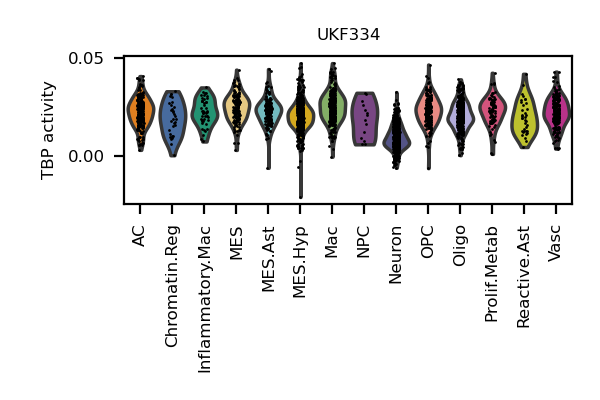 UKF334
TBP activity
0.05
0.00
AC
Chromatin.Reg
Inflammatory.Mac
MES
MES.Ast
MES.Hyp
Mac
NPC
Neuron
OPC
Oligo
Prolif.Metab
Reactive.Ast
Vasc